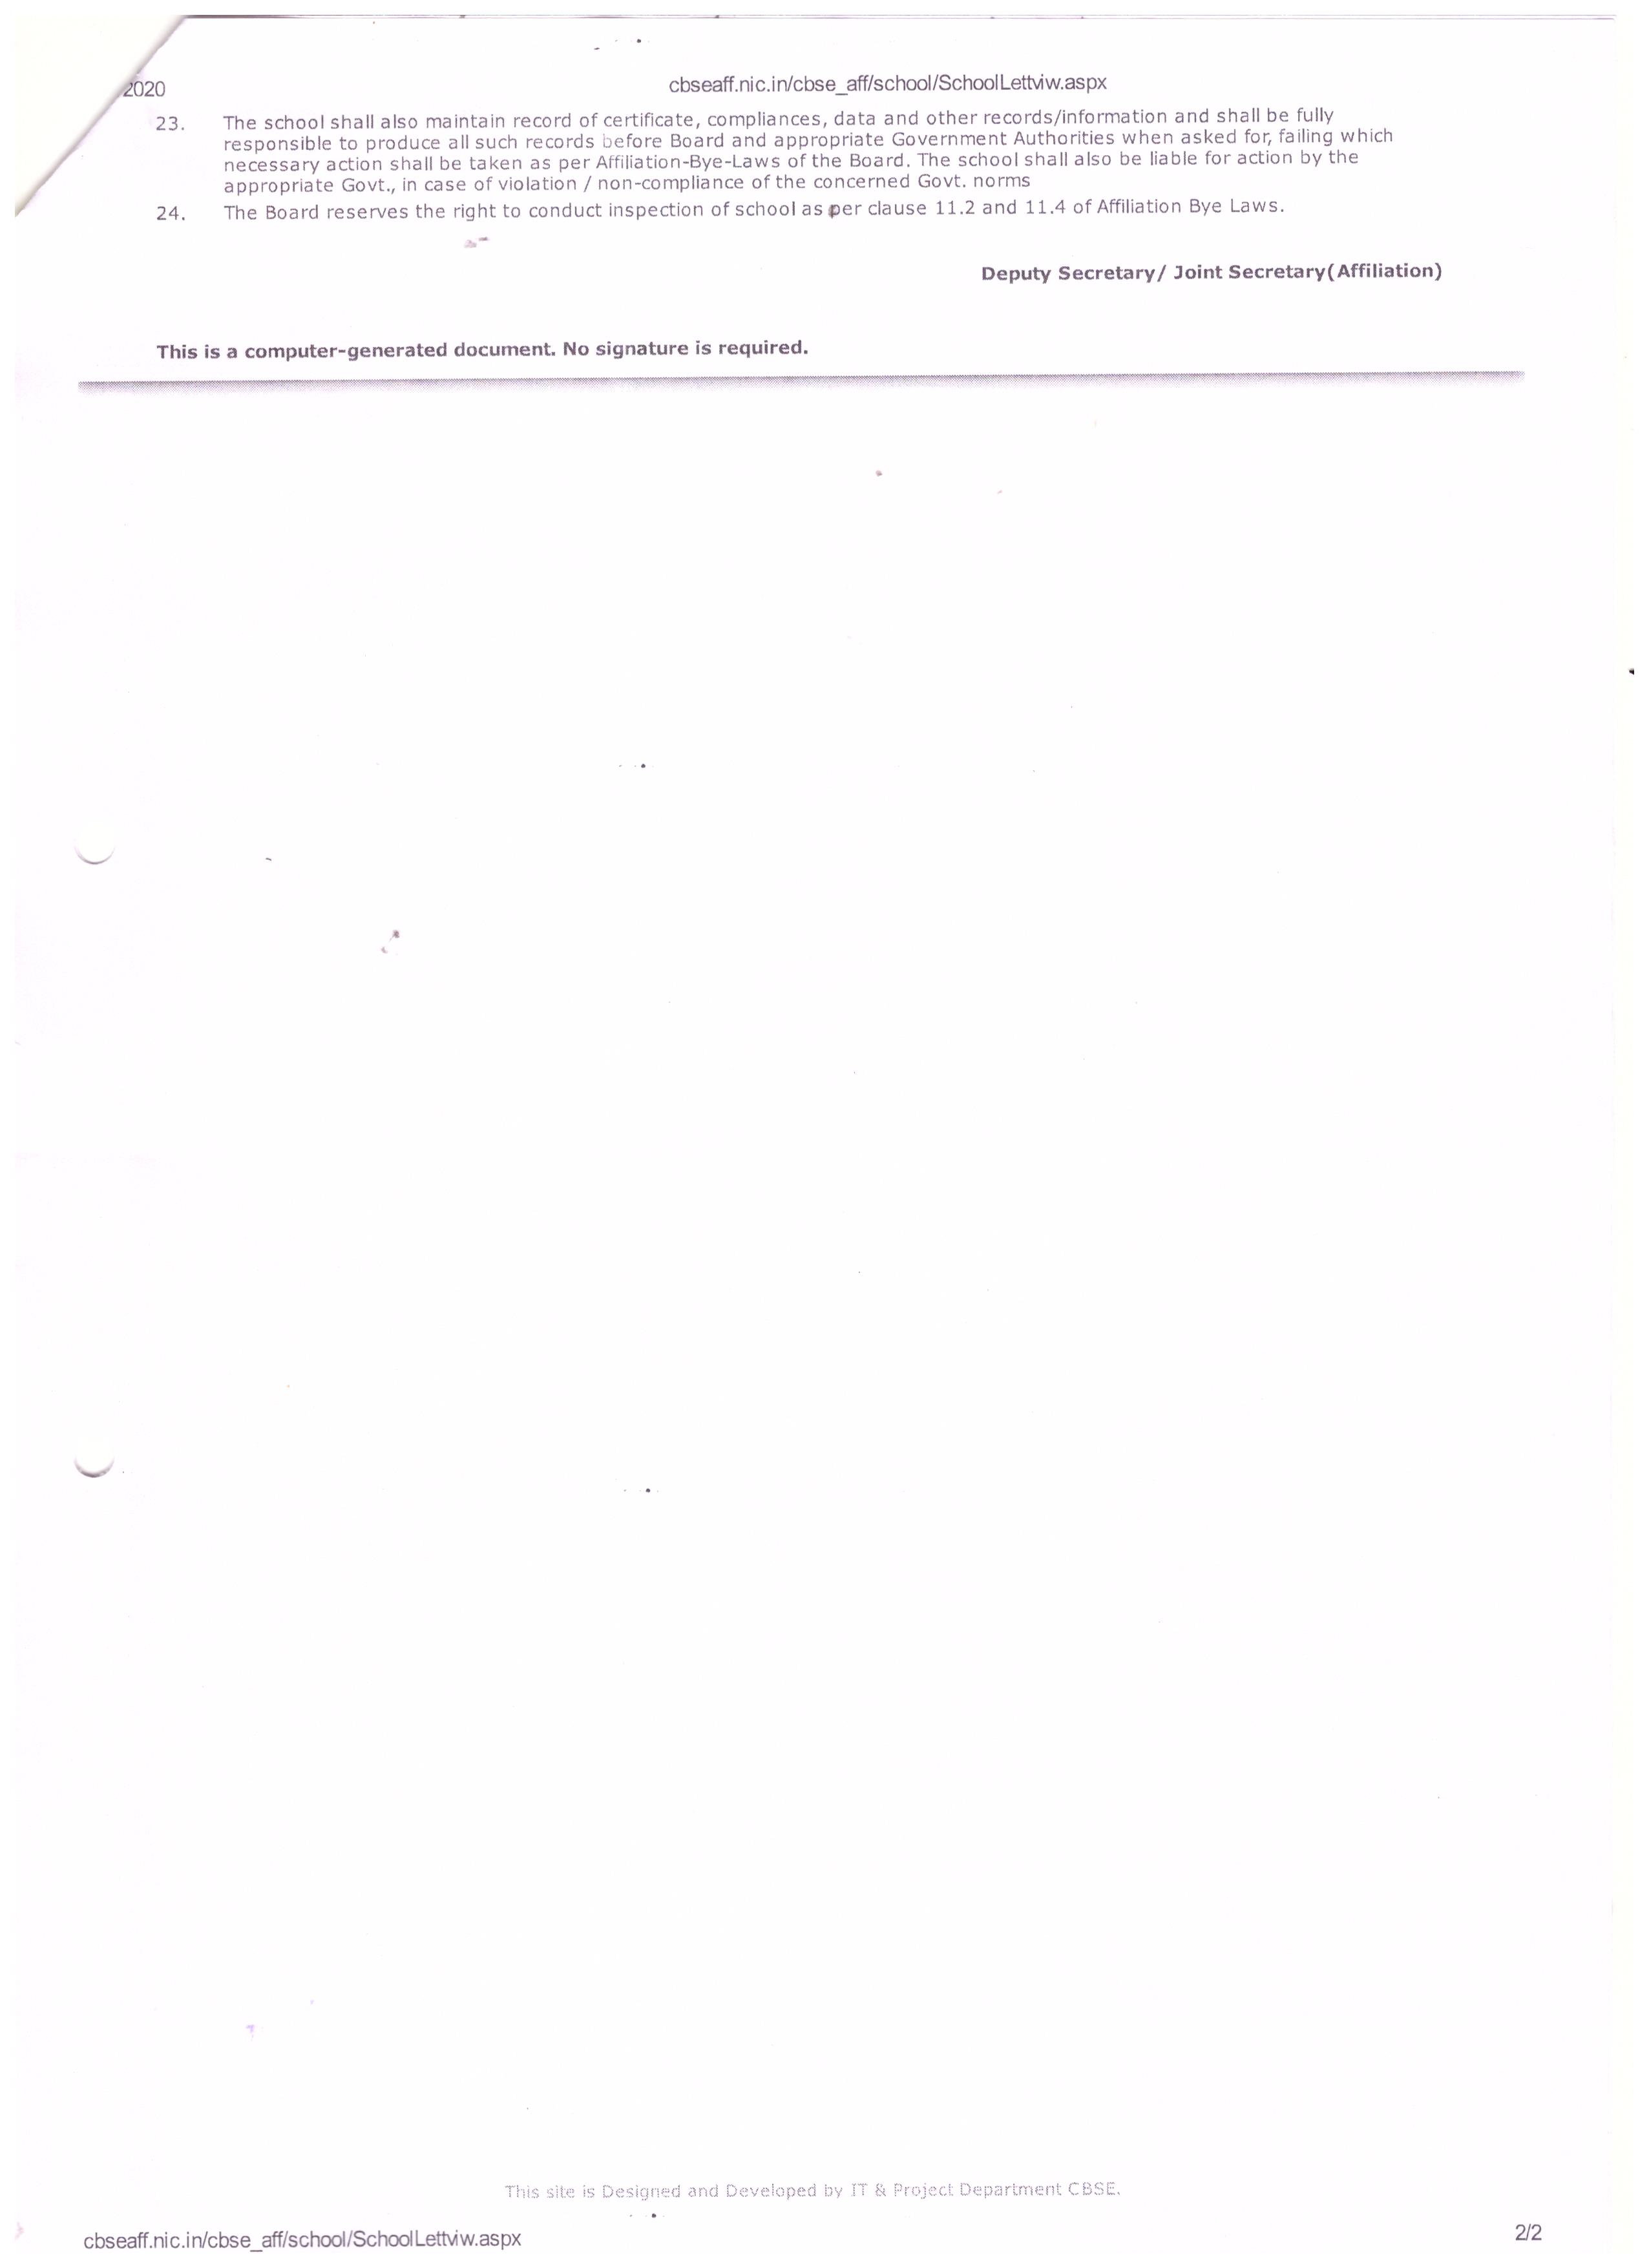 2020
cbseaff.nic.in/cbse_aff/school/SchoolLettviw.aspx
23. The school shall also maintain record of certificate, compliances, data and other records/information and shall be fully
responsible to produce all such records before Board and appropriate Government Authorities when asked for, failing which
necessary action shall be taken as per Affiliation-Bye-Laws of the Board. The school shall also be liable for action by the
appropriate Govt., in case of violation / non-compliance of the concerned Govt. norms
24. The Board reserves the right to conduct inspection of school as per clause 11.2 and 11.4 of Affiliation Bye Laws.
Deputy Secretary/ Joint Secretary(Affiliation)
This is a computer-generated document. No signature is required.
This site is Designed and Developed by IT & Project Department CBSE.
cbseaff.nic.in/cbse_aff/school/SchoolLettviw.aspx
2/2